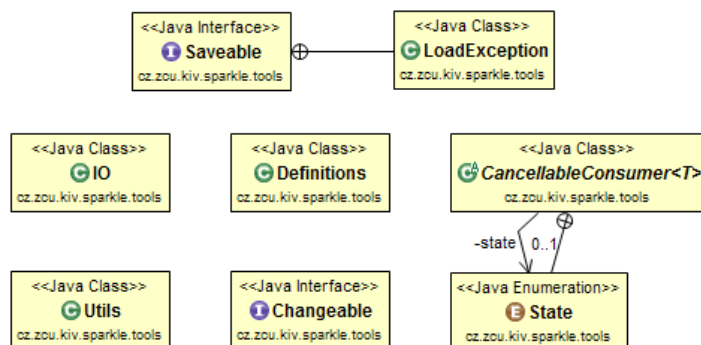 <<Java Interface>>
I Saveable
cz.zcu.kiv.sparkle.tools
<<Java Class>>
C LoadException
cz.zcu.kiv.sparkle.tools
<<Java Class>>
C IO
cz.zcu.kiv.sparkle.tools
<<Java Class>>
C Definitions
cz.zcu.kiv.sparkle.tools
<<Java Class>>
C A CancellableConsumer<T>
cz.zcu.kiv.sparkle.tools
-state 0..1
<<Java Class>>
C Utils
cz.zcu.kiv.sparkle.tools
<<Java Interface>>
I Changeable
cz.zcu.kiv.sparkle.tools
<<Java Enumeration>>
E State
cz.zcu.kiv.sparkle.tools